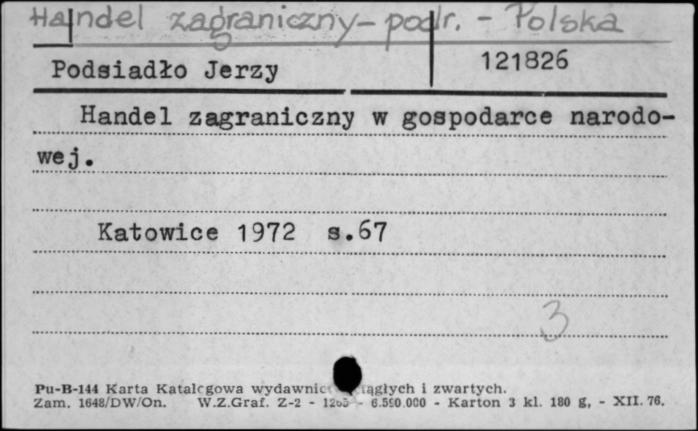 Handel zagraniczny - podr. - Polska
Podsiadło Jerzy
121826
Handel zagraniczny w gospodarce narodo-
wej.
Katowice 1972 s.67
3
Pu-B-144 Karta Katalogowa wydawnic ciągłych i zwartych.
Zam. 1648/DW/On. W.Z.Graf. Z-2 - - 6.590.000 - Karton 3 kl. 180 g, - XII. 76.